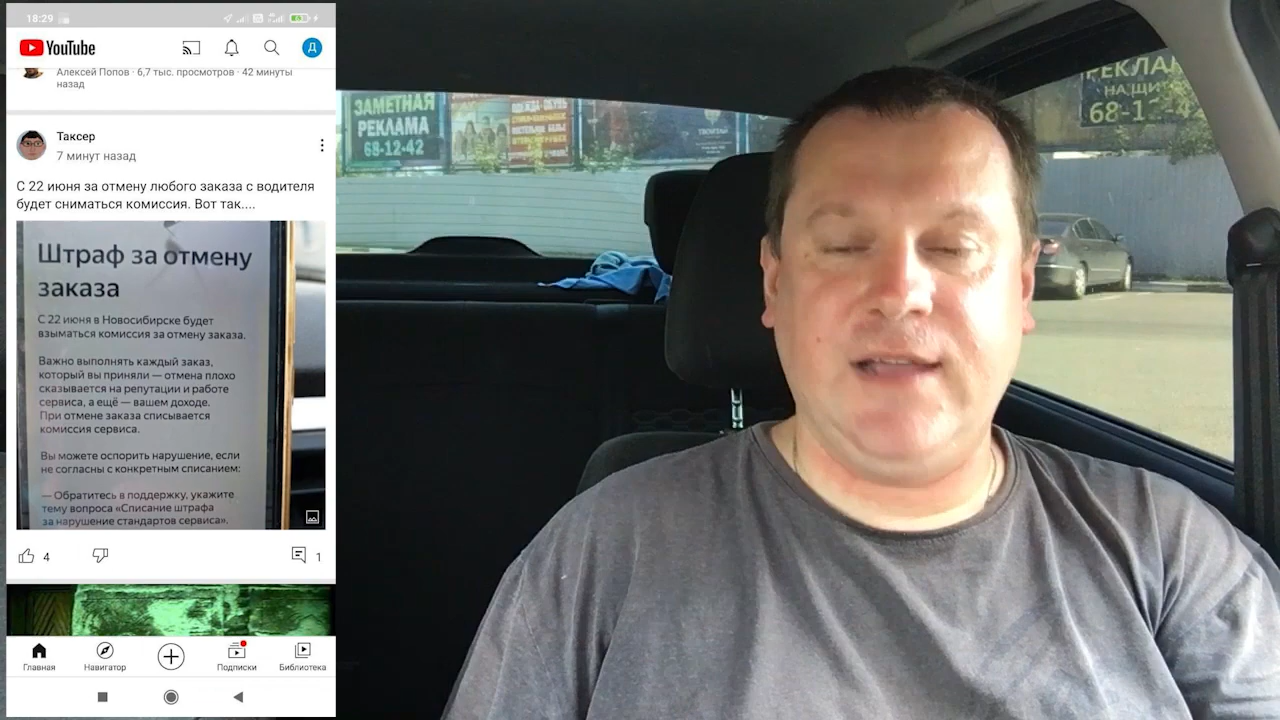 18:29
YouTube
Д
Алексей Попов · 6,7 тыс. просмотров · 42 минуты
назад
Таксер
7 минут назад
С 22 июня за отмену любого заказа с водителя
будет сниматься комиссия. Вот так....
Штраф за отмену
заказа
С 22 июня в Новосибирске будет
взыматься комиссия за отмену заказа.
Важно выполнять каждый заказ,
который вы приняли — отмена плохо
сказывается на репутации и работе
сервиса, а ещё — вашем доходе.
При отмене заказа списывается
комиссия сервиса.
Вы можете оспорить нарушение, если
не согласны с конкретным списанием:
— Обратитесь в поддержку, укажите
тему вопроса «Списание штрафа
за нарушение стандартов сервиса».
4
1
Главная
Навигатор
Подписки
Библиотека
ЗАМЕТНАЯ
РЕКЛАМА
68-12-42
ОДЕЖДА-ОБУВЬ
РЕКЛА
НА ЩИ